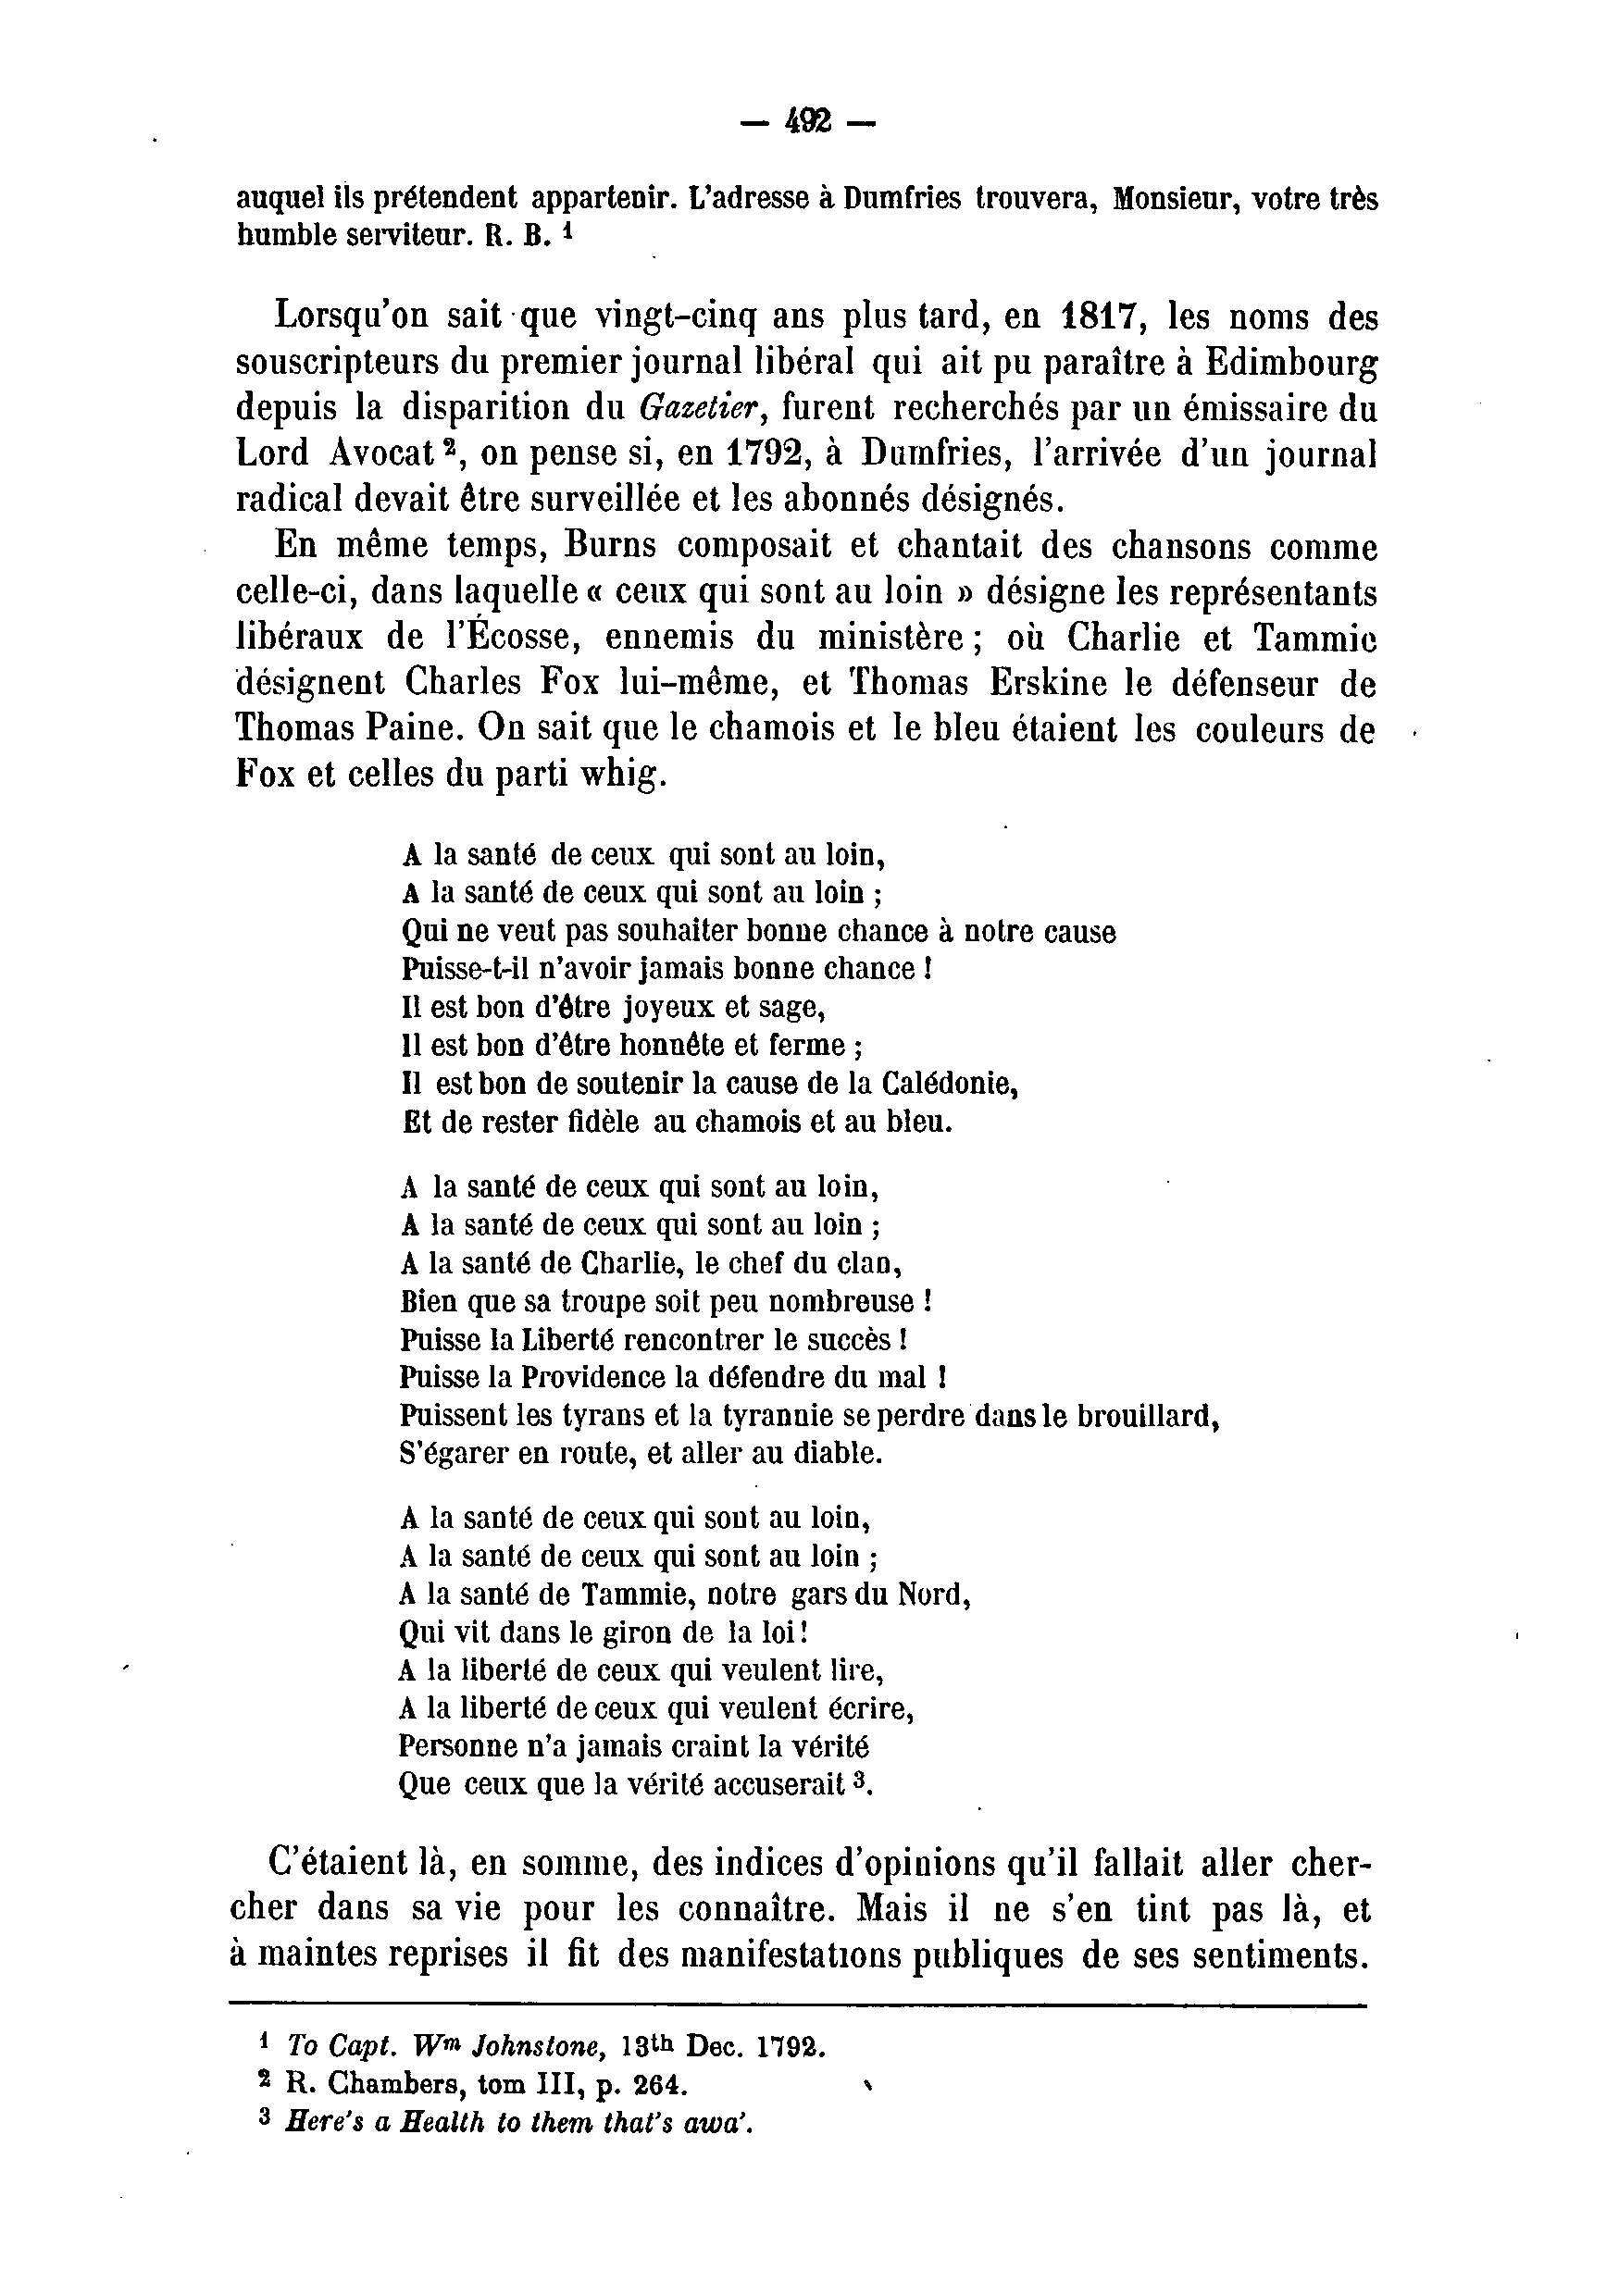 — 492 —
auquel ils prétendent appartenir. L'adresse à Dumfries trouvera, Monsieur, votre très
humble serviteur. R. B. ¹
Lorsqu'on sait que vingt-cinq ans plus tard, en 1817, les noms des
souscripteurs du premier journal libéral qui ait pu paraître à Edimbourg
depuis la disparition du Gazetier, furent recherchés par un émissaire du
Lord Avocat ², on pense si, en 1792, à Dumfries, l'arrivée d'un journal
radical devait être surveillée et les abonnés désignés.
En même temps, Burns composait et chantait des chansons comme
celle-ci, dans laquelle « ceux qui sont au loin » désigne les représentants
libéraux de l'Écosse, ennemis du ministère ; où Charlie et Tammie
désignent Charles Fox lui-même, et Thomas Erskine le défenseur de
Thomas Paine. On sait que le chamois et le bleu étaient les couleurs de
Fox et celles du parti whig.
A la santé de ceux qui sont au loin,
A la santé de ceux qui sont au loin ;
Qui ne veut pas souhaiter bonne chance à notre cause
Puisse-t-il n'avoir jamais bonne chance !
Il est bon d'être joyeux et sage,
Il est bon d'être honnête et ferme ;
Il est bon de soutenir la cause de la Calédonie,
Et de rester fidèle au chamois et au bleu.
A la santé de ceux qui sont au loin,
A la santé de ceux qui sont au loin ;
A la santé de Charlie, le chef du clan,
Bien que sa troupe soit peu nombreuse !
Puisse la Liberté rencontrer le succès !
Puisse la Providence la défendre du mal !
Puissent les tyrans et la tyrannie se perdre dans le brouillard,
S'égarer en route, et aller au diable.
A la santé de ceux qui sont au loin,
A la santé de ceux qui sont au loin ;
A la santé de Tammie, notre gars du Nord,
Qui vit dans le giron de la loi!
A la liberté de ceux qui veulent lire,
A la liberté de ceux qui veulent écrire,
Personne n'a jamais craint la vérité
Que ceux que la vérité accuserait ³.
C'étaient là, en somme, des indices d'opinions qu'il fallait aller cher-
cher dans sa vie pour les connaître. Mais il ne s'en tint pas là, et
à maintes reprises il fit des manifestations publiques de ses sentiments.
¹ To Capt. Wᵐ Johnstone, 13ᵗʰ Dec. 1792.
² R. Chambers, tom III, p. 264.
³ Here's a Health to them that's awa'.